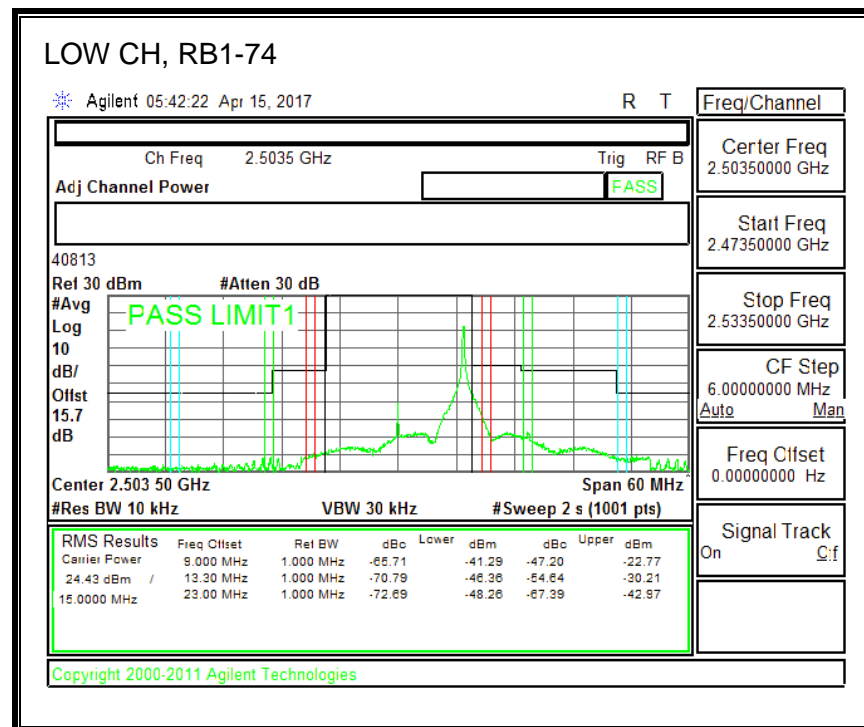 LOW CH, RB1-74
Agilent 05:42:22 Apr 15, 2017 R T
Freq/Channel
Ch Freq 2.5035 GHz Trig RF B
Adj Channel Power FASS
Center Freq
2.50350000 GHz
Start Freq
2.47350000 GHz
Stop Freq
2.53350000 GHz
CF Step
6.00000000 MHz
Auto Man
Freq Cffset
0.00000000 Hz
Signal Track
On C:f
40813
Ref 30 dBm #Atten 30 dB
#Avg
Log
10
dB/
Offst
15.7
dB
PASS LIMIT1
Center 2.503 50 GHz Span 60 MHz
#Res BW 10 kHz VBW 30 kHz #Sweep 2 s (1001 pts)
RMS Results Freq Offset Ref BW dBc Lower dBm dBc Upper dBm
Carrier Power 9.000 MHz 1.000 MHz -65.71 -41.29 -47.20 -22.77
24.43 dBm / 13.30 MHz 1.000 MHz -70.79 -46.36 -54.64 -30.21
15.0000 MHz 23.00 MHz 1.000 MHz -72.69 -48.26 -67.39 -42.97
Copyright 2000-2011 Agilent Technologies